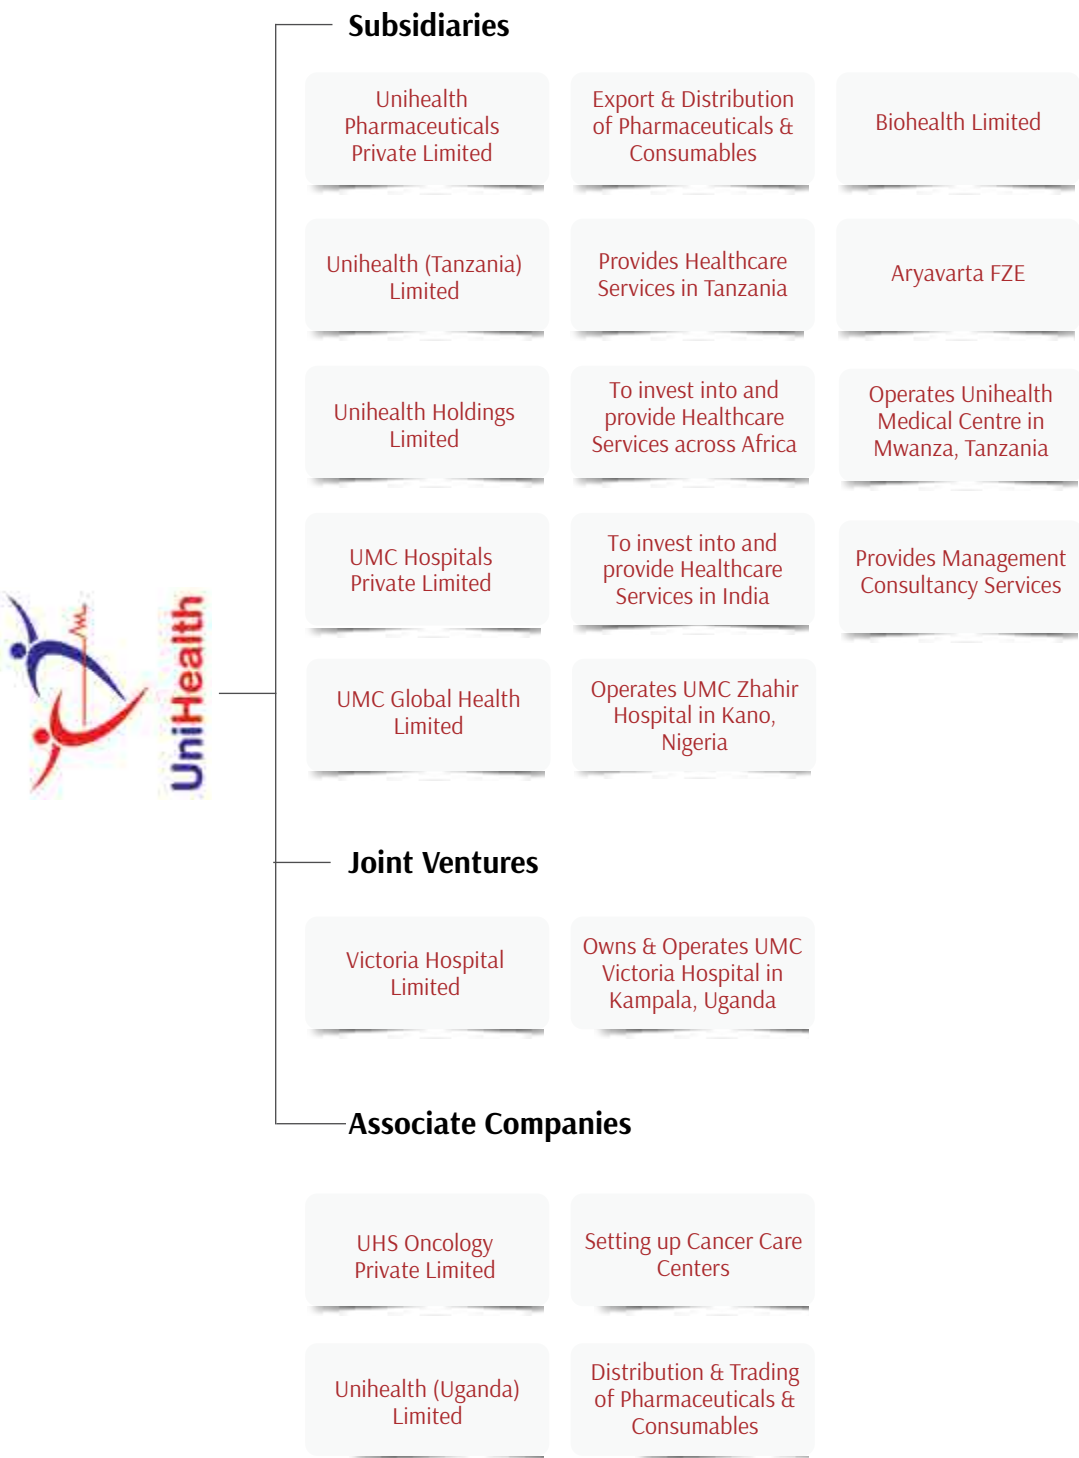 Subsidiaries
Unihealth
Pharmaceuticals
Private Limited
Export & Distribution
of Pharmaceuticals &
Consumables
Biohealth Limited
Unihealth (Tanzania)
Limited
Provides Healthcare
Services in Tanzania
Aryavarta FZE
Unihealth Holdings
Limited
To invest into and
provide Healthcare
Services across Africa
Operates Unihealth
Medical Centre in
Mwanza, Tanzania
UMC Hospitals
Private Limited
To invest into and
provide Healthcare
Services in India
Provides Management
Consultancy Services
UniHealth
UMC Global Health
Limited
Operates UMC Zhahir
Hospital in Kano,
Nigeria
Joint Ventures
Victoria Hospital
Limited
Owns & Operates UMC
Victoria Hospital in
Kampala, Uganda
Associate Companies
UHS Oncology
Private Limited
Setting up Cancer Care
Centers
Unihealth (Uganda)
Limited
Distribution & Trading
of Pharmaceuticals &
Consumables